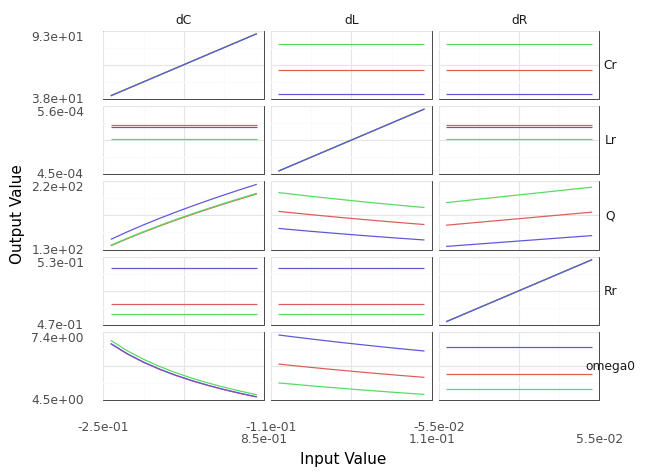 dC dL dR
9.3e+01
Cr
3.8e+01
5.6e-04
Lr
4.5e-04
2.2e+02
Q
1.3e+02
5.3e-01
Rr
4.7e-01
7.4e+00
omega0
4.5e+00
-2.5e-01 -1.1e-01 -5.5e-02
8.5e-01 1.1e-01 5.5e-02
Input Value
Output Value